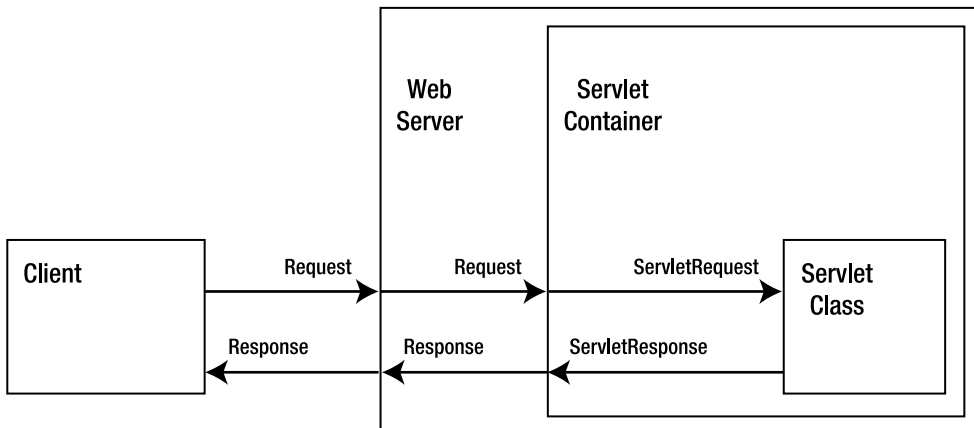 Web
Server
Servlet
Container
Client
Request
Request
ServletRequest
Servlet
Class
Response
Response
ServletResponse